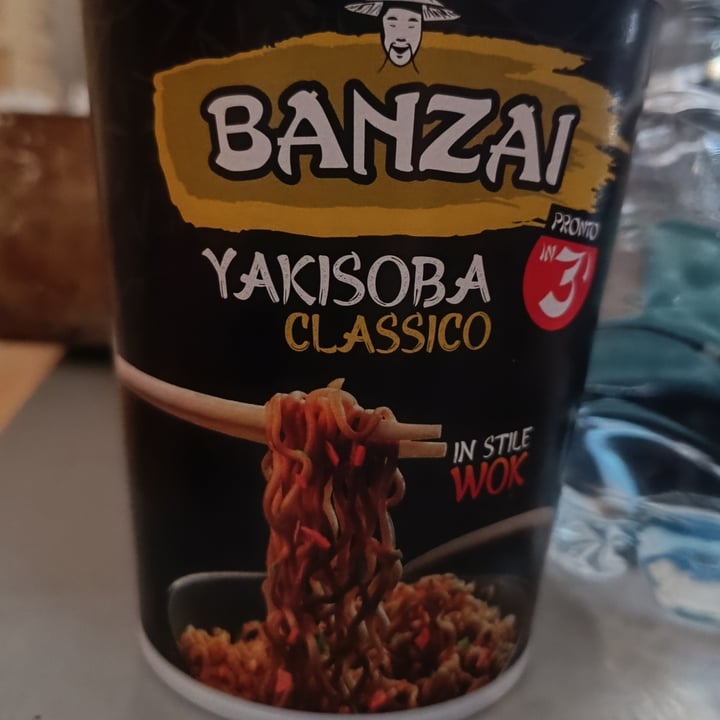 BANZAI
PRONTO
IN 3'
YAKISOBA
CLASSICO
IN STILE
WOK